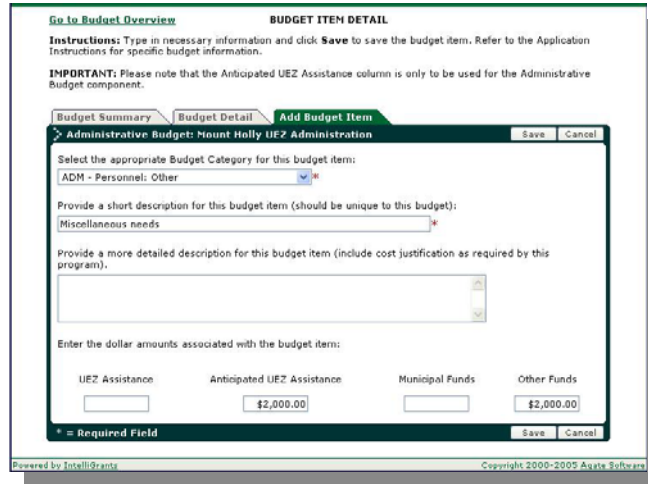 Go to Budget Overview BUDGET ITEM DETAIL
Instructions: Type in necessary information and click Save to save the budget item. Refer to the Application
Instructions for specific budget information.
IMPORTANT: Please note that the Anticipated UEZ Assistance column is only to be used for the Administrative
Budget component.
Budget Summary Budget Detail Add Budget Item
Administrative Budget: Mount Holly UEZ Administration Save Cancel
Select the appropriate Budget Category for this budget item:
ADM - Personnel: Other *
Provide a short description for this budget item (should be unique to this budget):
Miscellaneous needs *
Provide a more detailed description for this budget item (include cost justification as required by this
program).
Enter the dollar amounts associated with the budget item:
UEZ Assistance Anticipated UEZ Assistance Municipal Funds Other Funds
$2,000.00 $2,000.00
* = Required Field Save Cancel
Powered by IntelliGrants Copyright 2000-2005 Agate Software